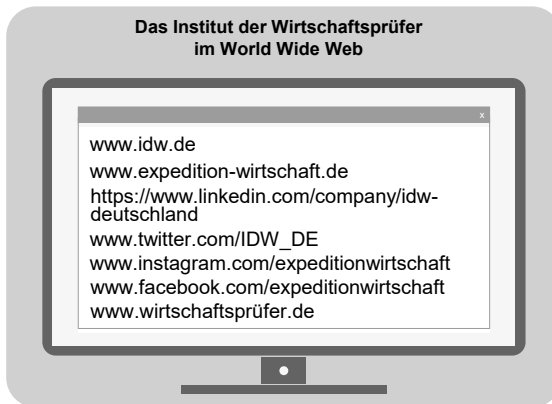 Das Institut der Wirtschaftsprüfer
im World Wide Web
x
www.idw.de
www.expedition-wirtschaft.de
https://www.linkedin.com/company/idw-
deutschland
www.twitter.com/IDW_DE
www.instagram.com/expeditionwirtschaft
www.facebook.com/expeditionwirtschaft
www.wirtschaftsprüfer.de